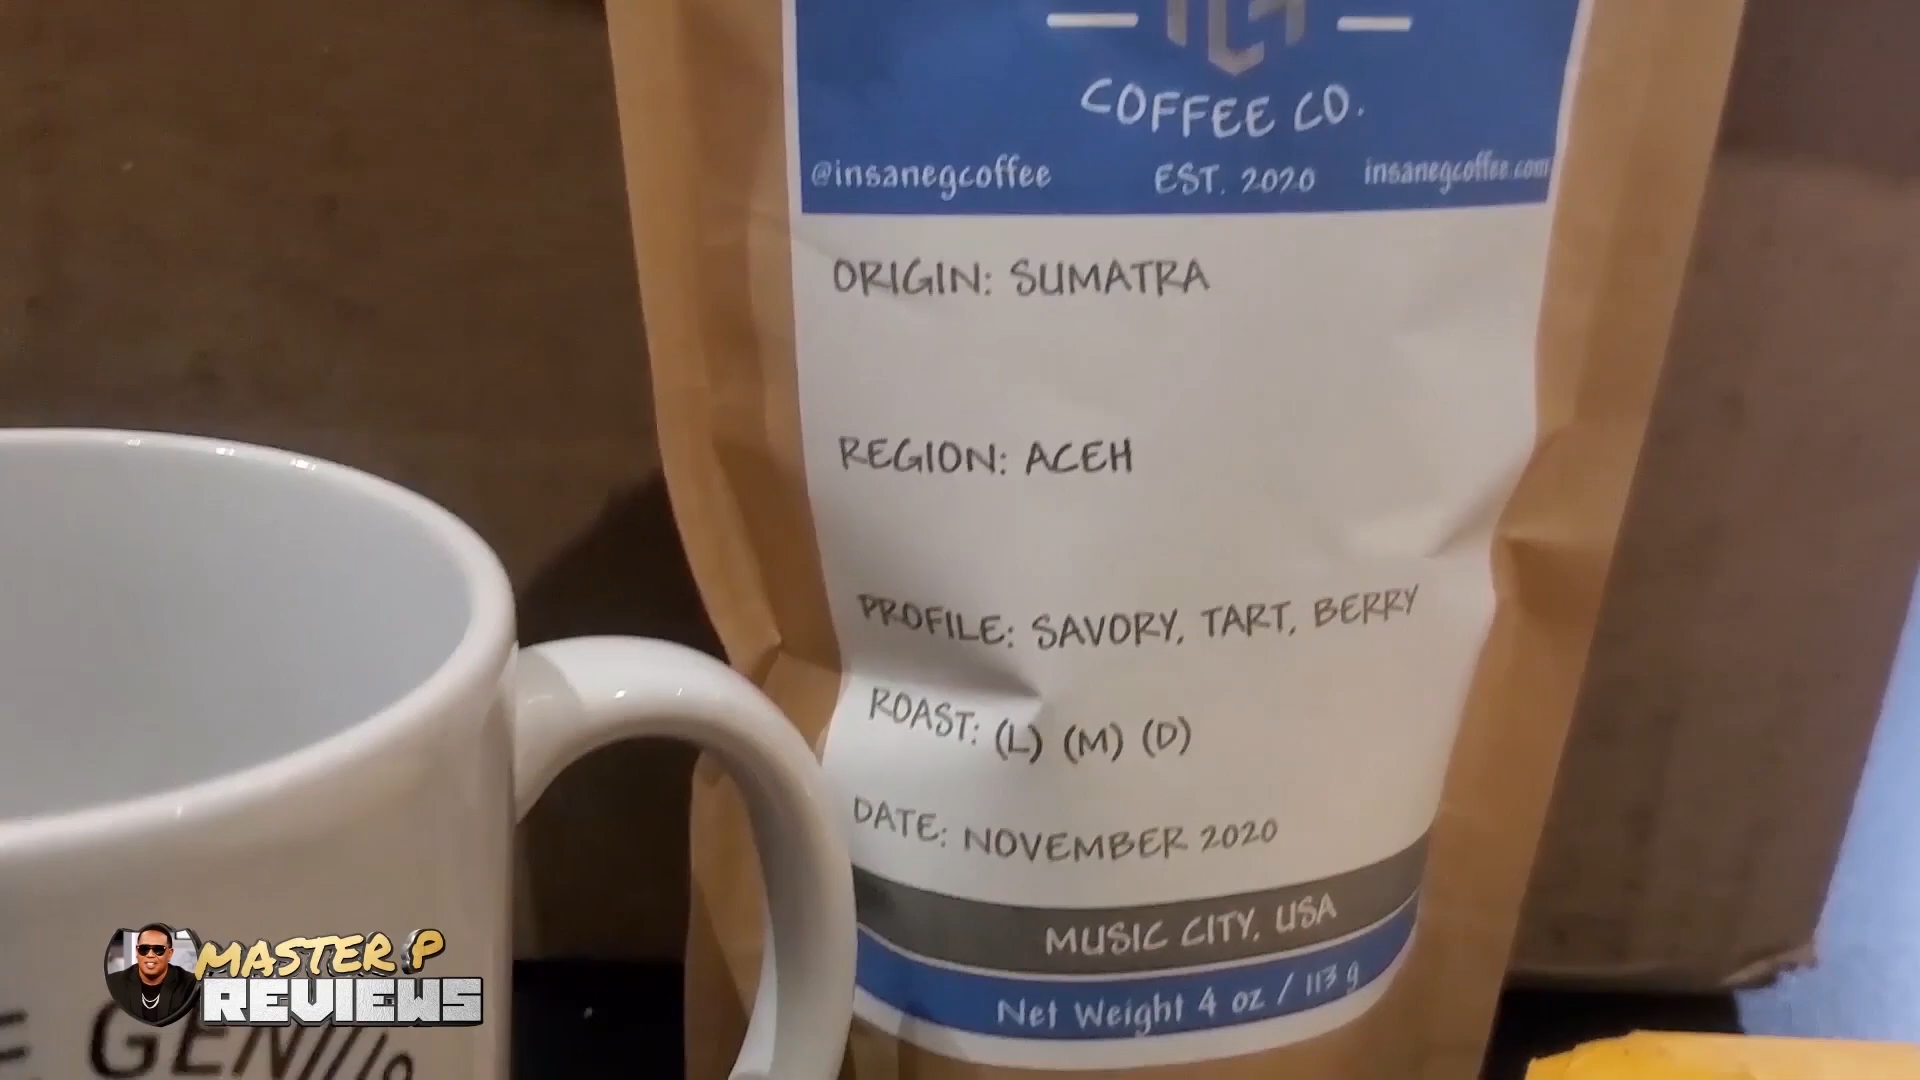 COFFEE CO.
@insanegcoffee EST. 2020 insanegcoffee.com
ORIGIN: SUMATRA
REGION: ACEH
PROFILE: SAVORY, TART, BERRY
ROAST: (L) (M) (D)
DATE: NOVEMBER 2020
MUSIC CITY, USA
Net Weight 4 oz / 113 g
MASTER P
REVIEWS